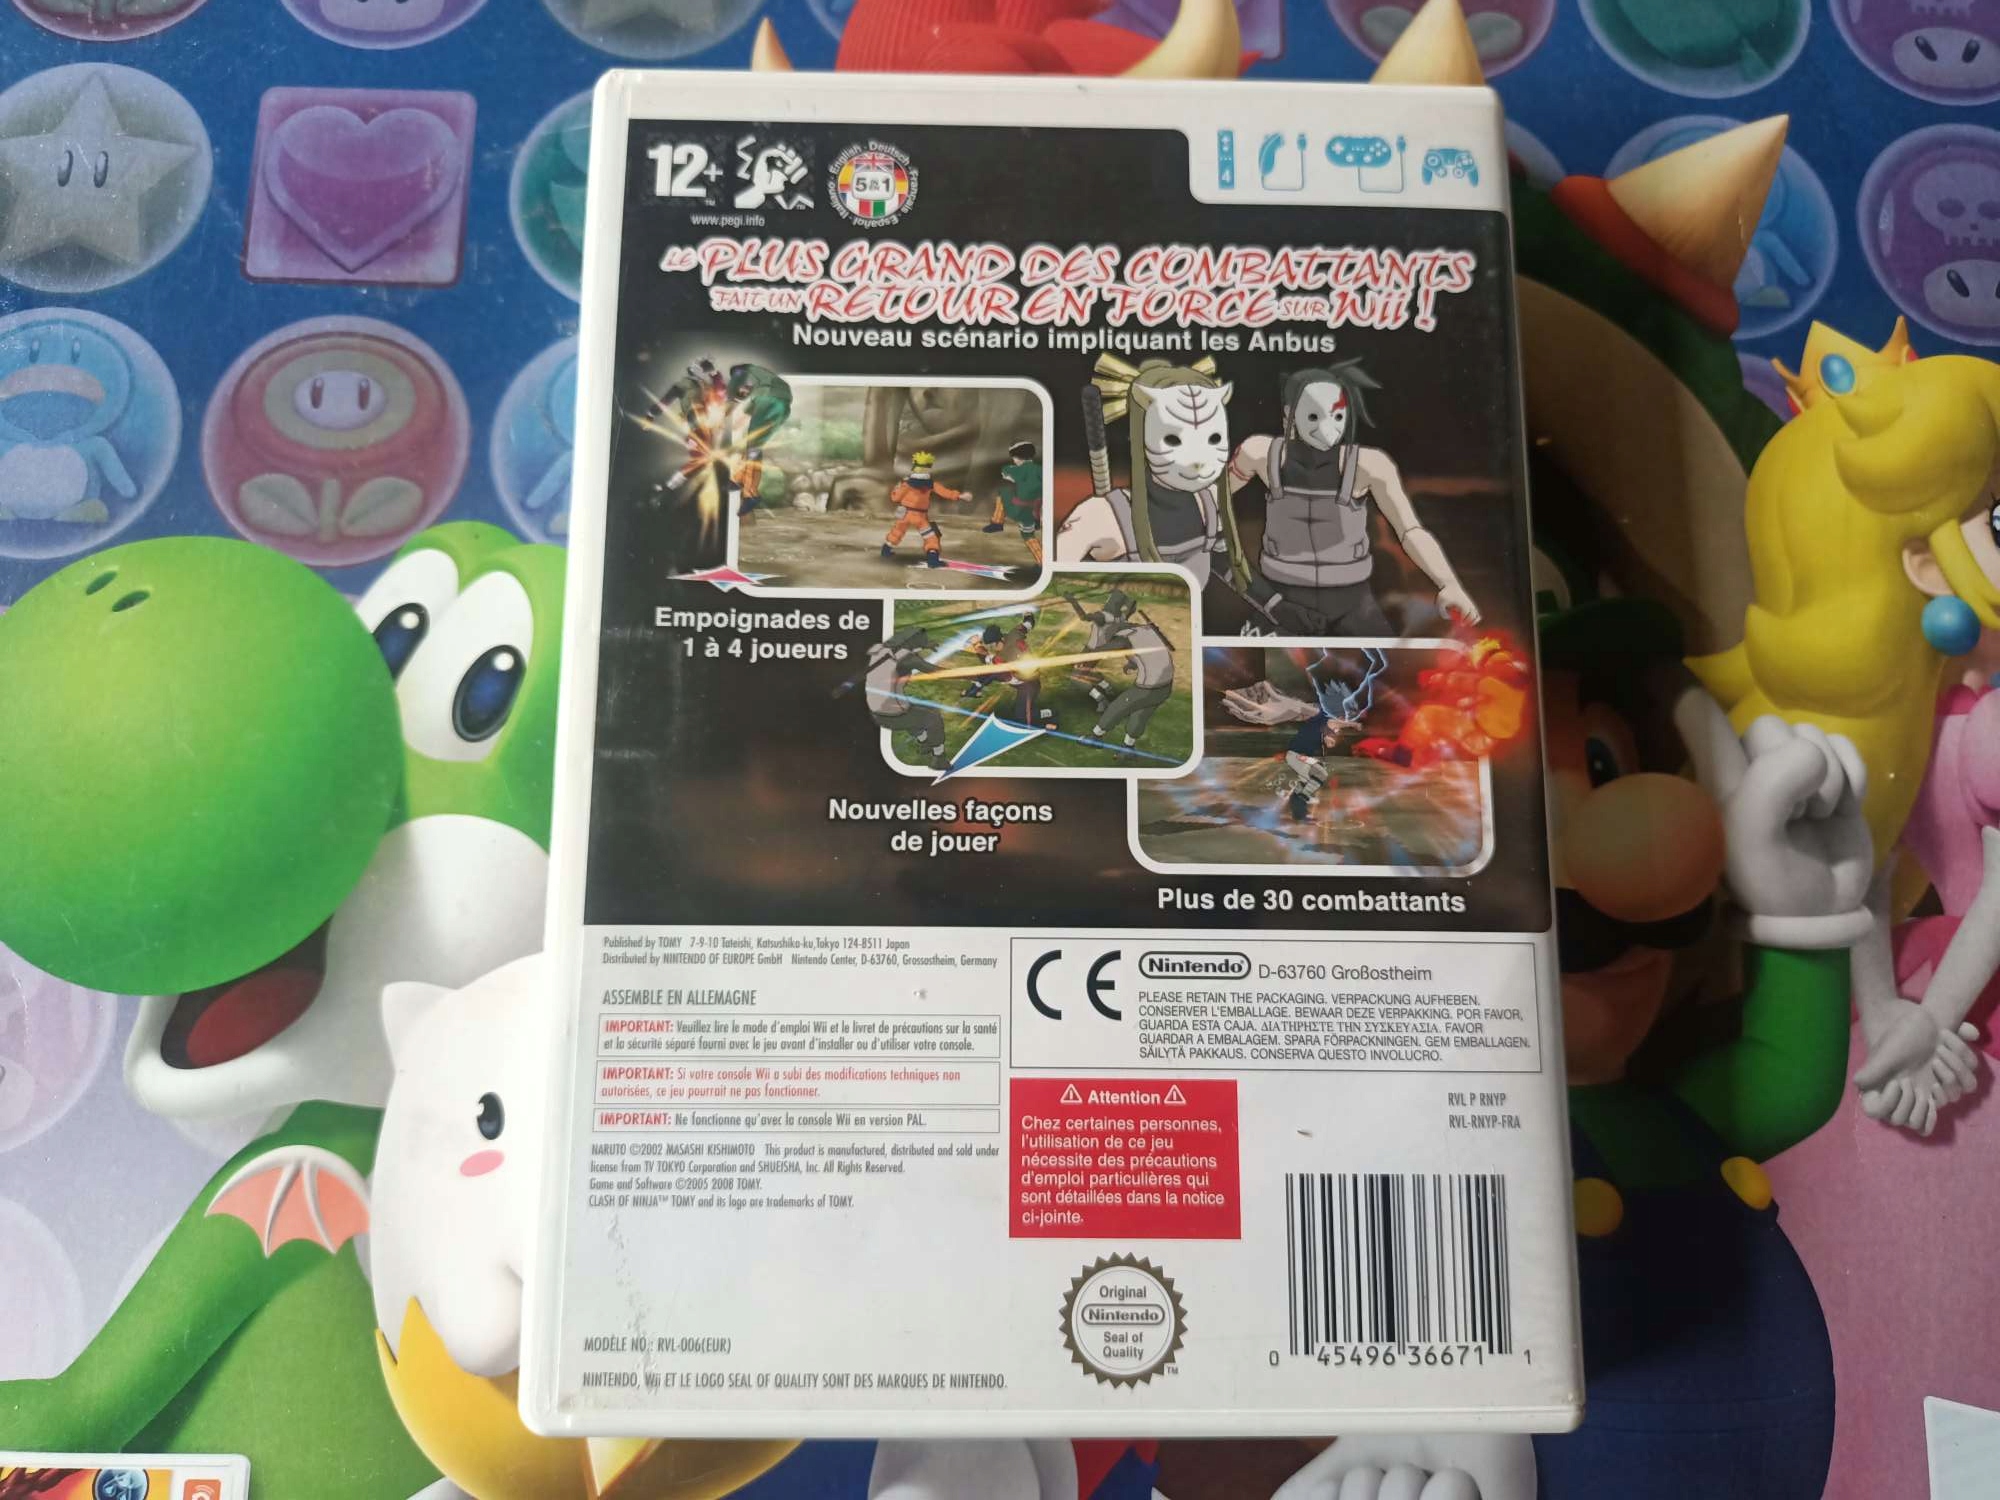 12+
www.pegi.info
English · Deutsch · Français · Español · Italiano
5 in 1
4
LE PLUS GRAND DES COMBATTANTS
FAIT UN RETOUR EN FORCE SUR Wii !
Nouveau scénario impliquant les Anbus
Empoignades de
1 à 4 joueurs
Nouvelles façons
de jouer
Plus de 30 combattants
Published by TOMY 7-9-10 Tateishi, Katsushika-ku,Tokyo 124-8511 Japan
Distributed by NINTENDO OF EUROPE GmbH Nintendo Center, D-63760, Grossostheim, Germany
ASSEMBLE EN ALLEMAGNE
IMPORTANT: Veuillez lire le mode d'emploi Wii et le livret de précautions sur la santé
et la sécurité séparé fourni avec le jeu avant d'installer ou d'utiliser votre console.
IMPORTANT: Si votre console Wii a subi des modifications techniques non
autorisées, ce jeu pourrait ne pas fonctionner.
IMPORTANT: Ne fonctionne qu'avec la console Wii en version PAL.
NARUTO ©2002 MASASHI KISHIMOTO This product is manufactured, distributed and sold under
license from TV TOKYO Corporation and SHUEISHA, Inc. All Rights Reserved.
Game and Software ©2005 2008 TOMY.
CLASH OF NINJA™ TOMY and its logo are trademarks of TOMY.
MODÈLE NO.: RVL-006(EUR)
NINTENDO, Wii ET LE LOGO SEAL OF QUALITY SONT DES MARQUES DE NINTENDO.
CE
Nintendo® D-63760 Großostheim
PLEASE RETAIN THE PACKAGING. VERPACKUNG AUFHEBEN.
CONSERVER L'EMBALLAGE. BEWAAR DEZE VERPAKKING. POR FAVOR,
GUARDA ESTA CAJA. ΔΙΑΤΗΡΗΣΤΕ ΤΗΝ ΣΥΣΚΕΥΑΣΙΑ. FAVOR
GUARDAR A EMBALAGEM. SPARA FÖRPACKNINGEN. GEM EMBALLAGEN.
SÄILYTÄ PAKKAUS. CONSERVA QUESTO INVOLUCRO.
⚠ Attention ⚠
Chez certaines personnes,
l'utilisation de ce jeu
nécessite des précautions
d'emploi particulières qui
sont détaillées dans la notice
ci-jointe.
RVL P RNYP
RVL-RNYP-FRA
Original
Nintendo
Seal of
Quality
TM
0 45496 36671 1